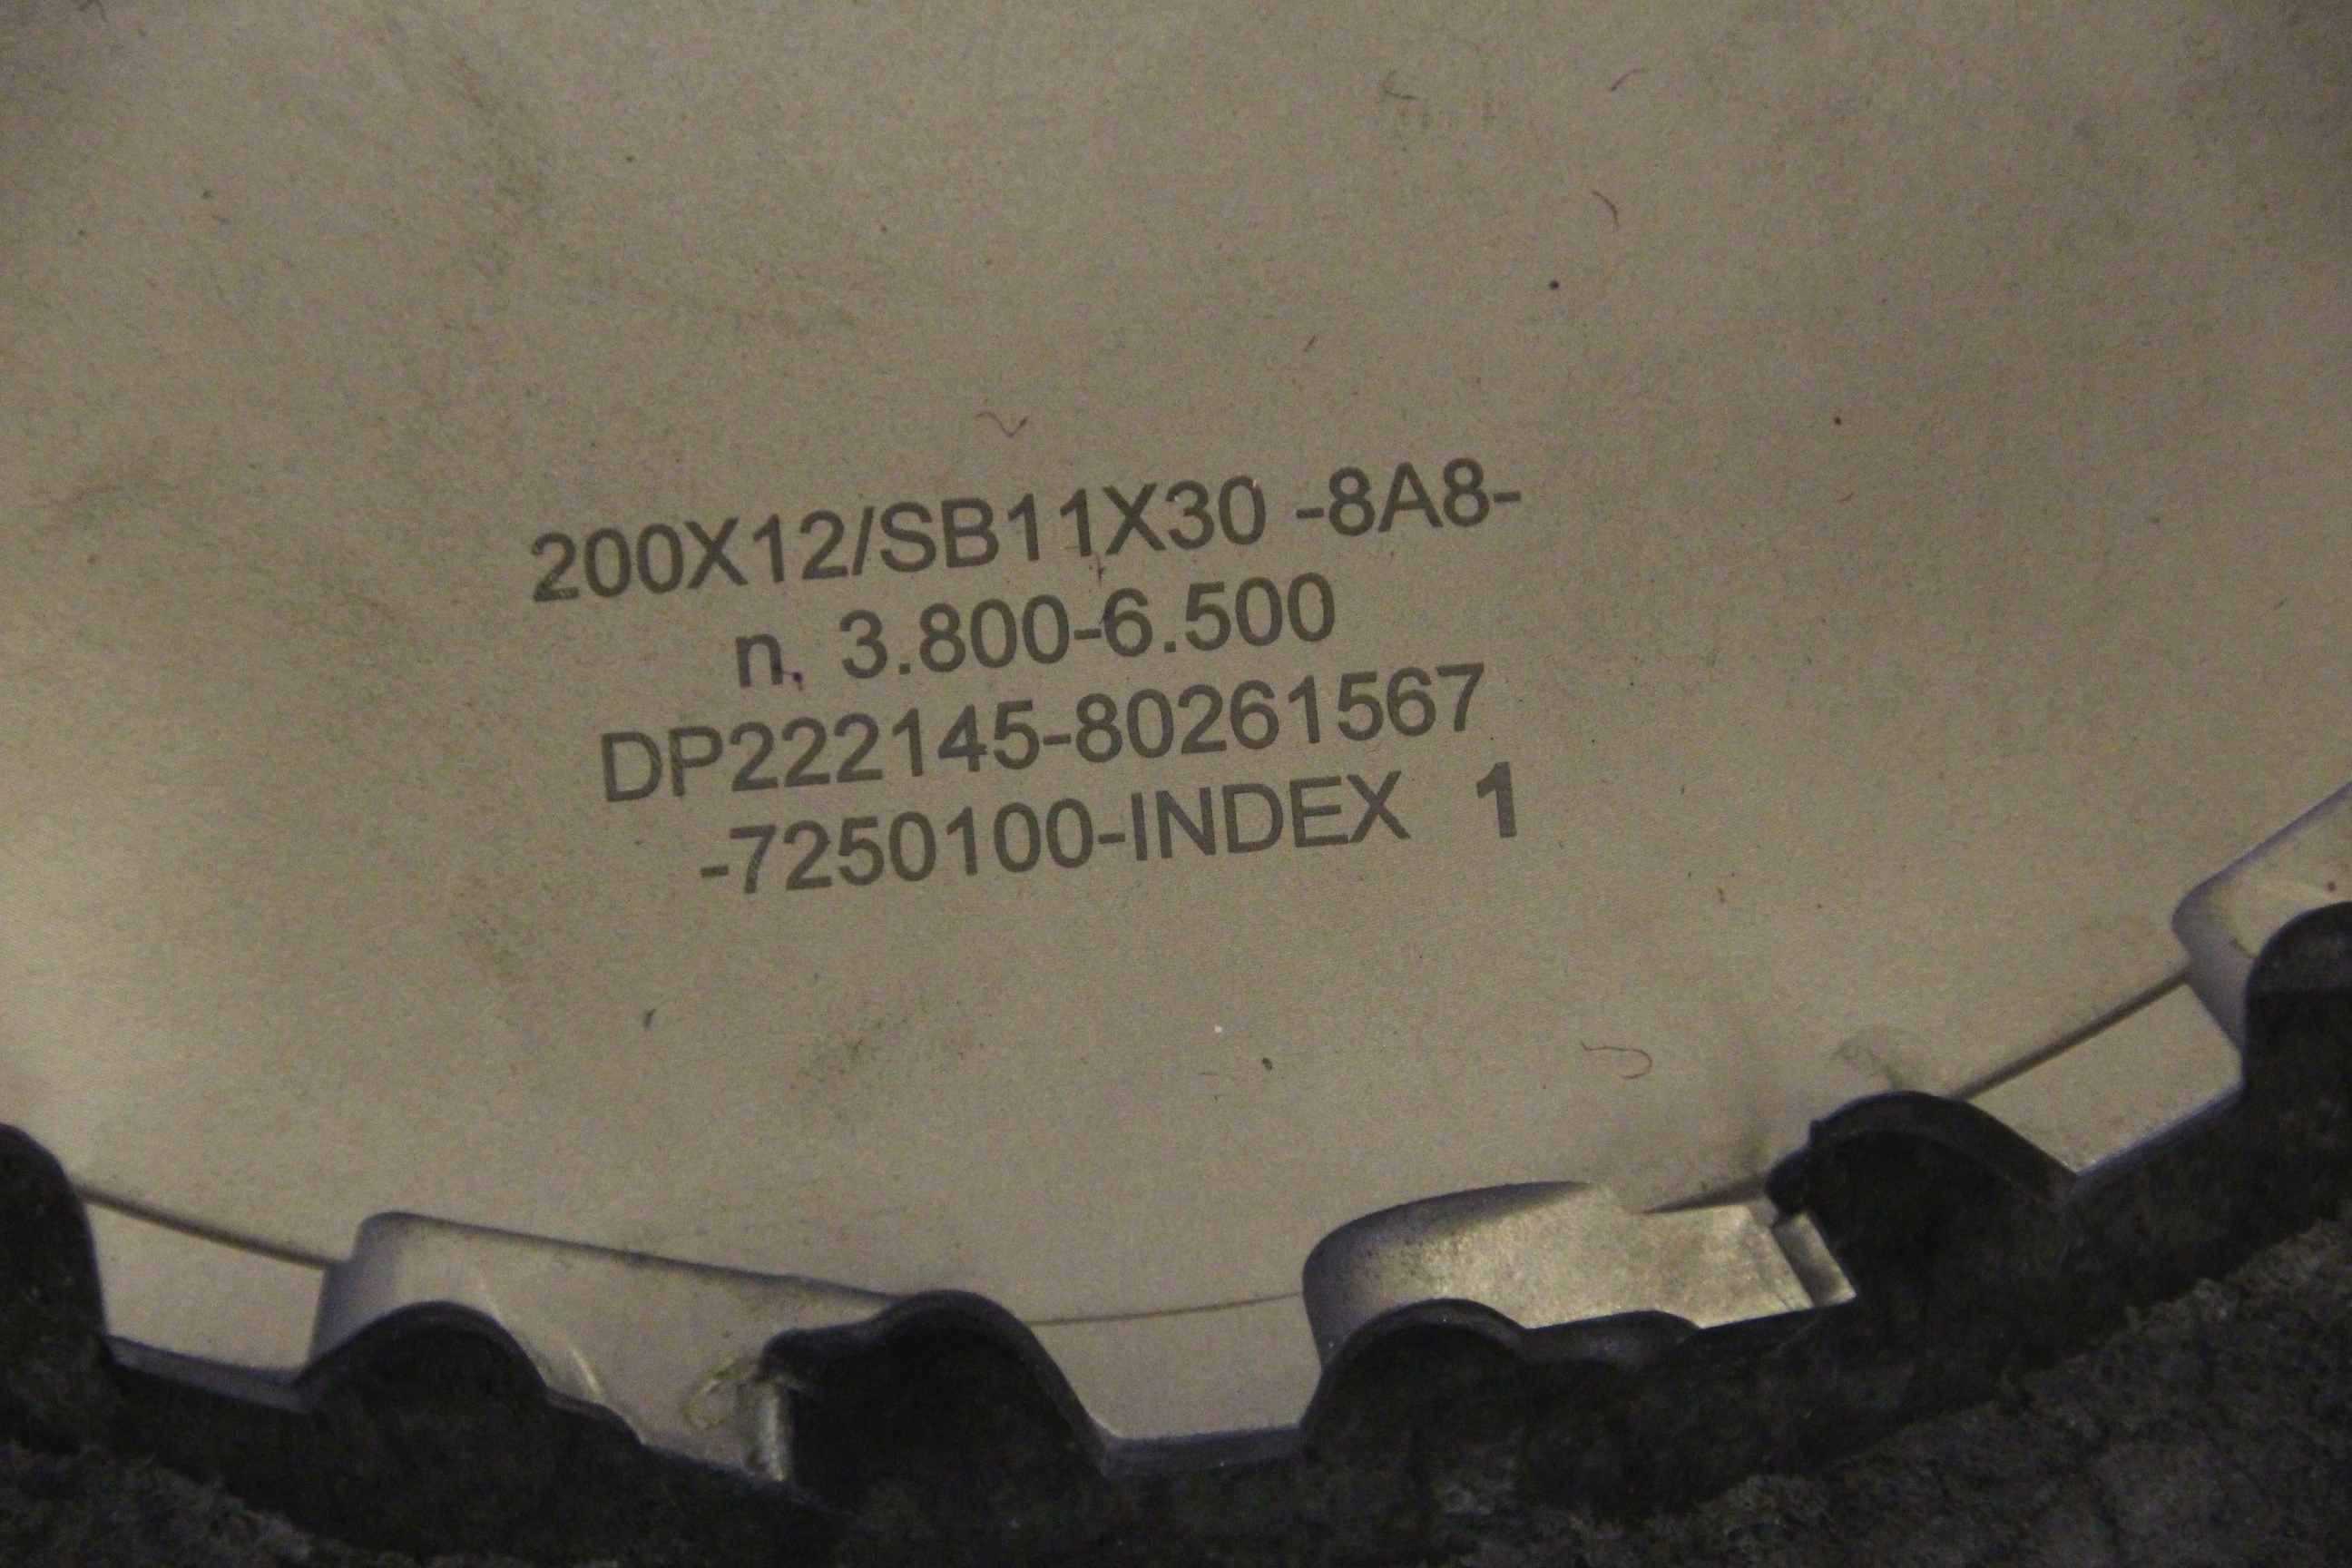 200X12/SB11X30 -8A8-
n. 3.800-6.500
DP222145-80261567
-7250100-INDEX 1